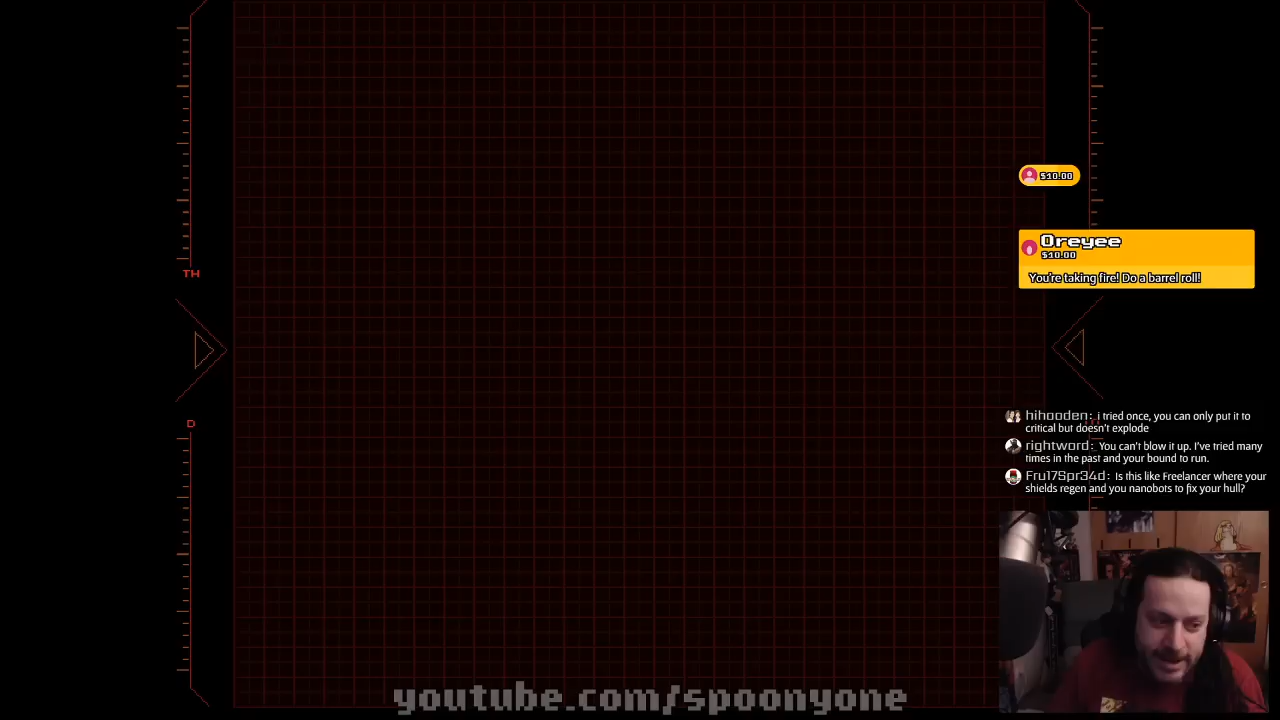 $10.00
Oreyee
$10.00
You're taking fire! Do a barrel roll!
TH
D
hihooden: i tried once, you can only put it to
critical but doesn't explode
rightword: You can't blow it up. I've tried many
times in the past and your bound to run.
Fru17Spr34d: Is this like Freelancer where your
shields regen and you nanobots to fix your hull?
youtube.com/spoonyone